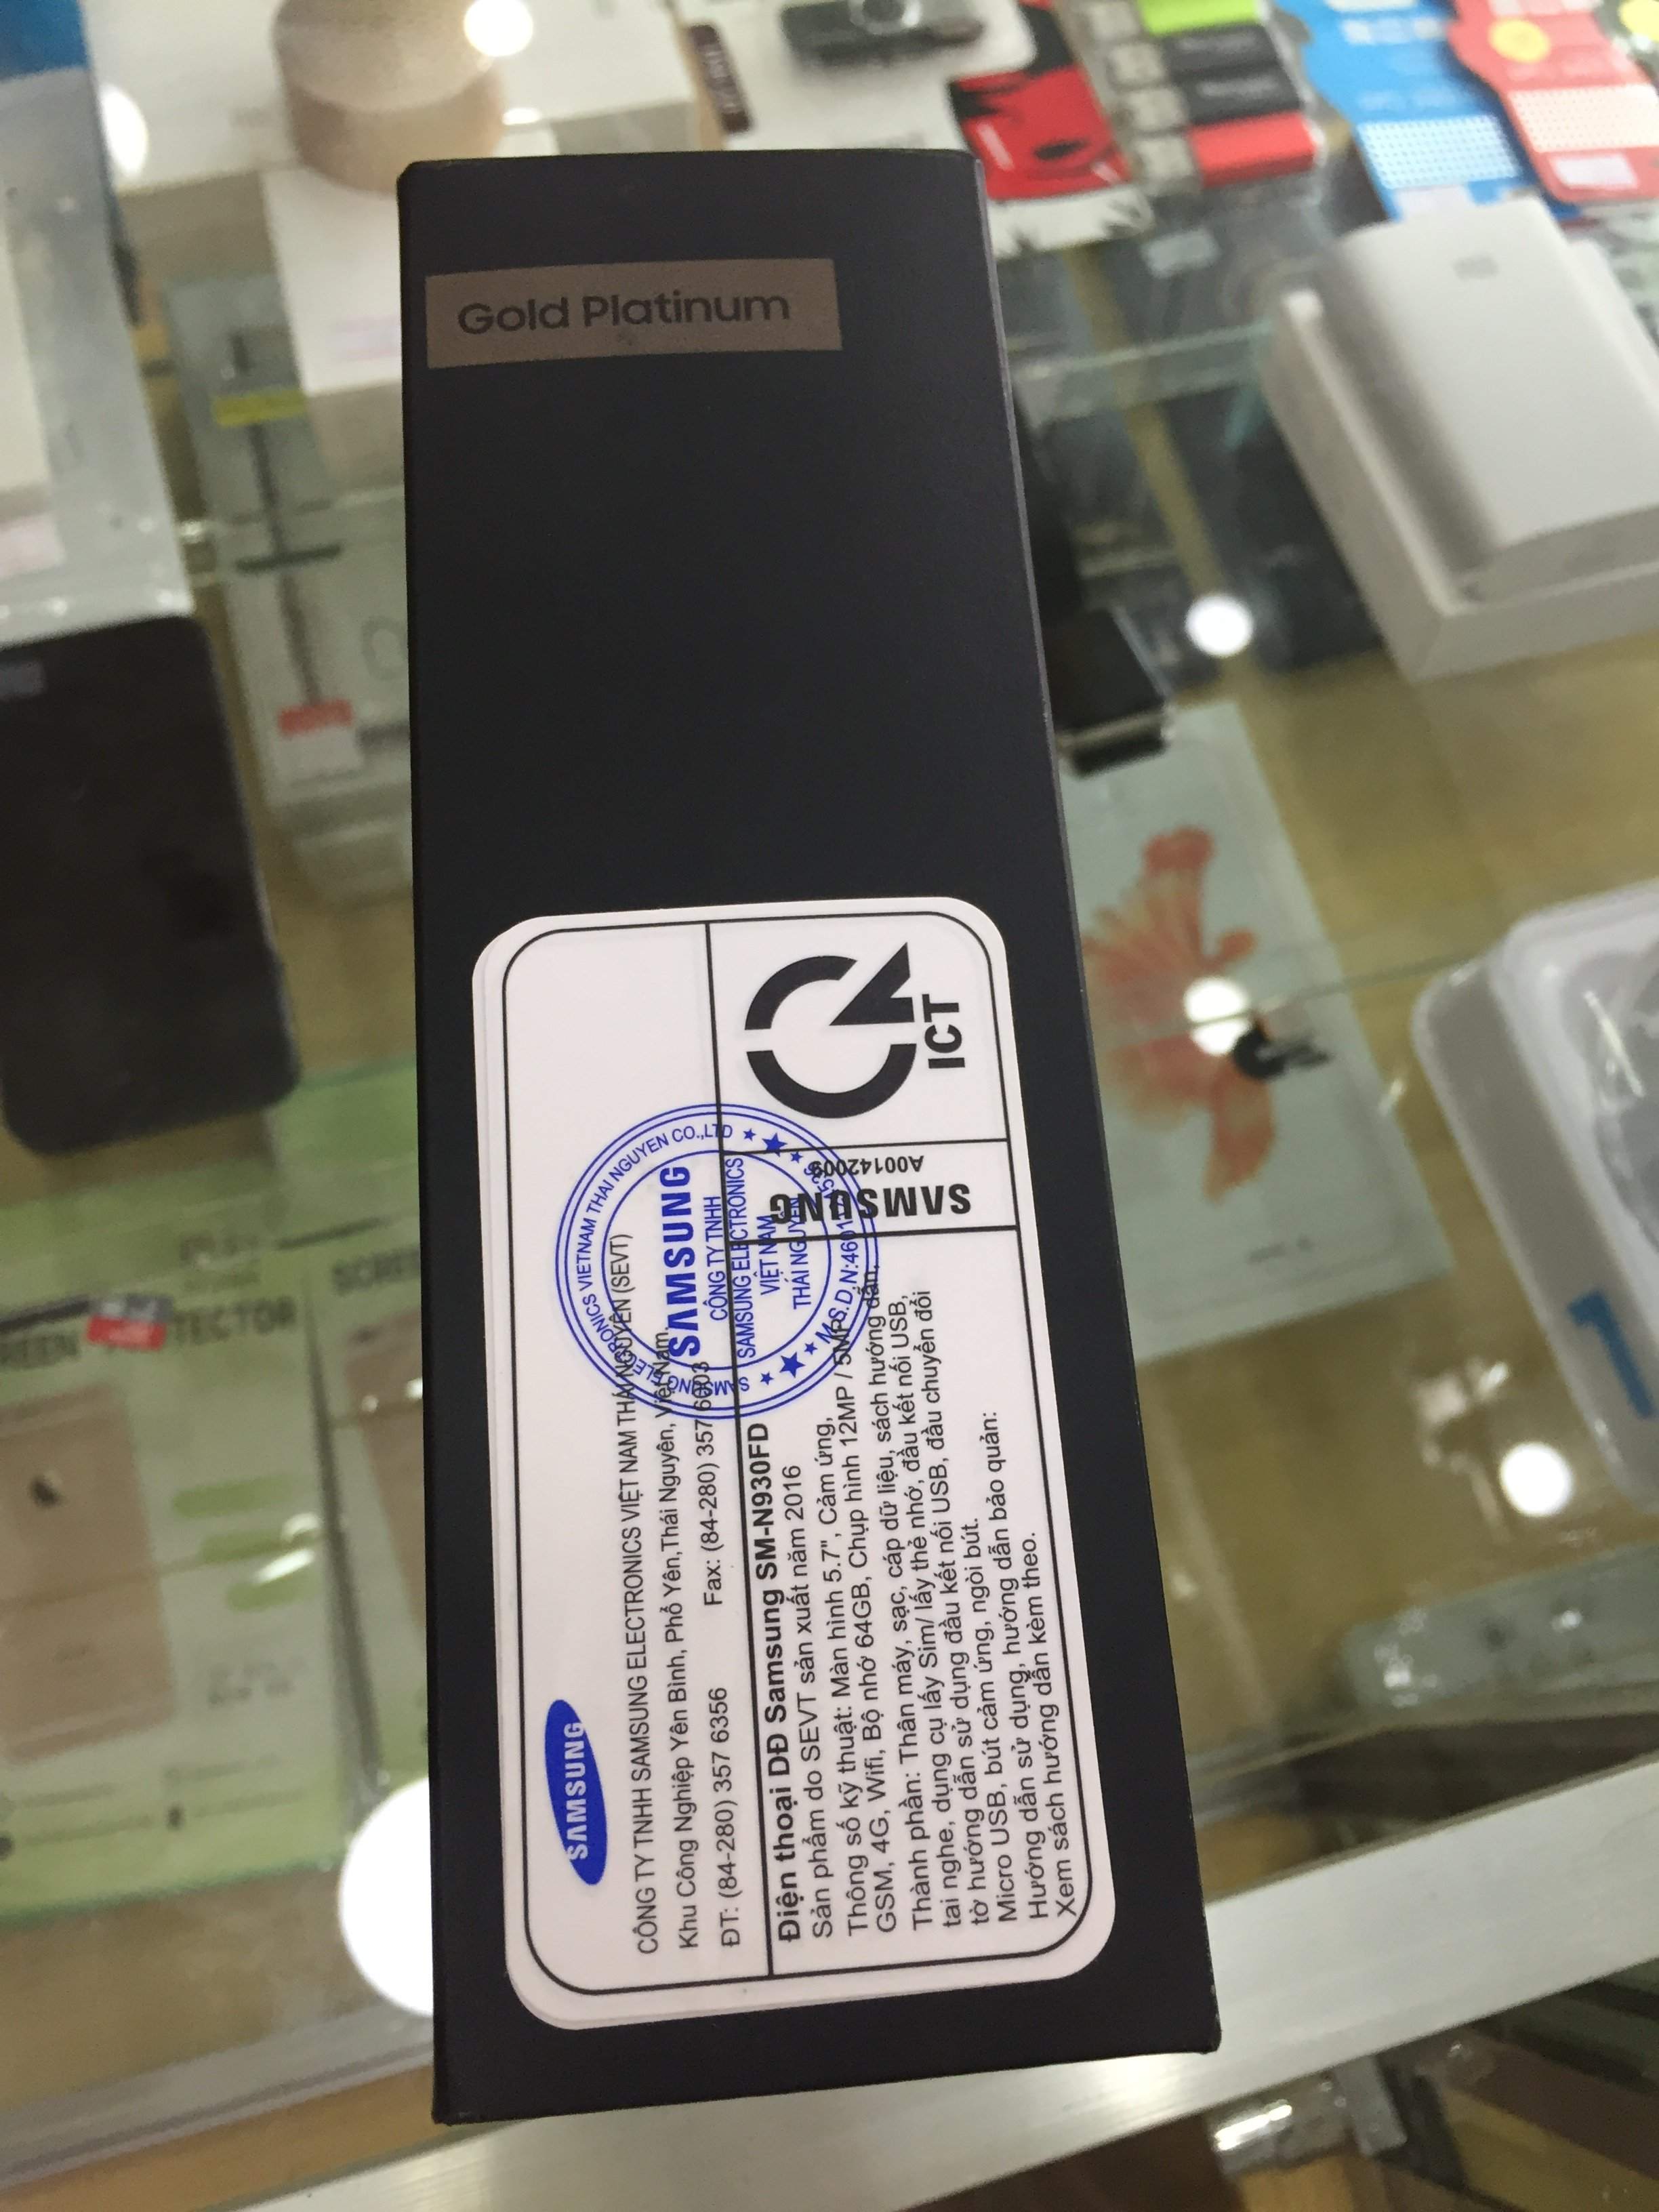 Gold Platinum
SAMSUNG
CÔNG TY TNHH SAMSUNG ELECTRONICS VIỆT NAM THÁI NGUYÊN (SEVT)
Khu Công Nghiệp Yên Bình, Phổ Yên,Thái Nguyên, Việt Nam.
ĐT: (84-280) 357 6356 Fax: (84-280) 357 6003
Điện thoại DĐ Samsung SM-N930FD
Sản phẩm do SEVT sản xuất năm 2016
Thông số kỹ thuật: Màn hình 5.7", Cảm ứng,
GSM, 4G, Wifi, Bộ nhớ 64GB, Chụp hình 12MP / 5MP
Thành phần: Thân máy, sạc, cáp dữ liệu, sách hướng dẫn,
tai nghe, dụng cụ lấy Sim/ lấy thẻ nhớ, đầu kết nối USB,
tờ hướng dẫn sử dụng đầu kết nối USB, đầu chuyển đổi
Micro USB, bút cảm ứng, ngòi bút.
Hướng dẫn sử dụng, hướng dẫn bảo quản:
Xem sách hướng dẫn kèm theo.
SAMSUNG ELECTRONICS VIETNAM THAI NGUYEN CO.,LTD
SAMSUNG
CÔNG TY TNHH
SAMSUNG ELECTRONICS
VIỆT NAM
THÁI NGUYÊN
SAMSUNG
A00142009
ICT
TECTOR
1